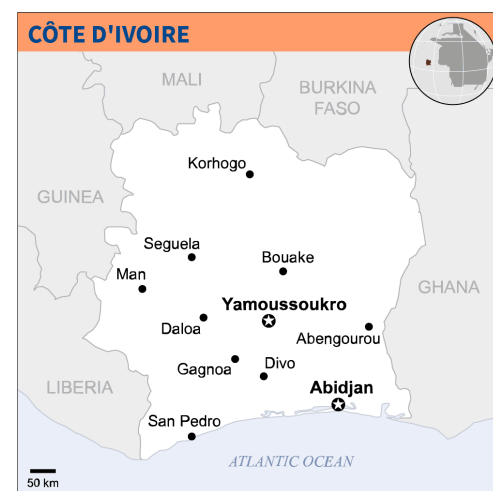 CÔTE D'IVOIRE
MALI
BURKINA
FASO
Korhogo
GUINEA
Seguela
Bouake
Man
GHANA
Yamoussoukro
Daloa
Abengourou
Gagnoa
Divo
LIBERIA
Abidjan
San Pedro
ATLANTIC OCEAN
50 km